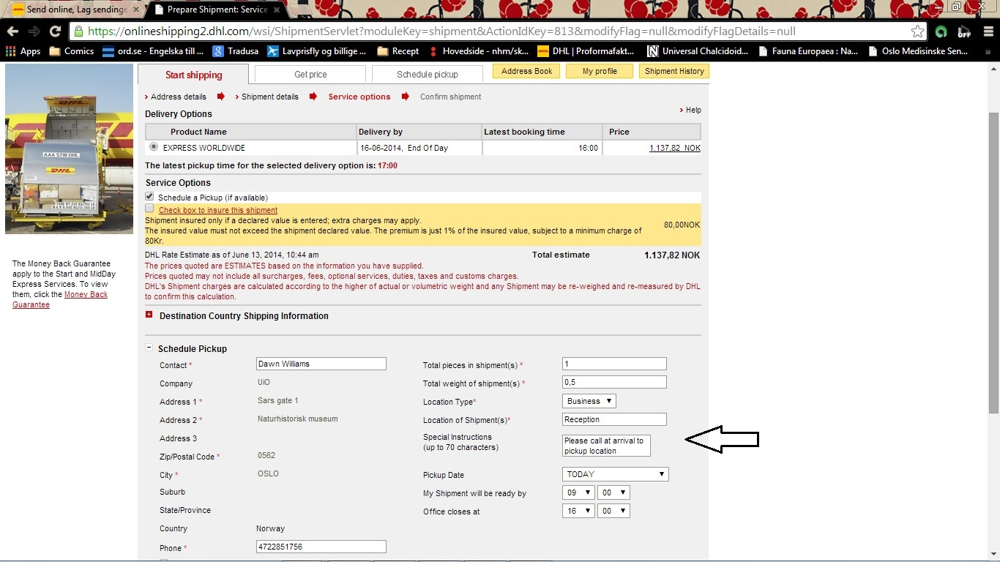 Send online, Lag sendinge
Prepare Shipment: Service
https://onlineshipping2.dhl.com/wsi/ShipmentServlet?moduleKey=shipment&ActionIdKey=813&modifyFlag=null&modifyFlagDetails=null
OFF
Apps Comics ord.se - Engelska till ... Tradusa Lavprisfly og billige ... Recept Hovedside - nhm/sk... DHL | Proformafakt... Universal Chalcidoid... Fauna Europaea : Na... Oslo Medisinske Sen... »
Start shipping Get price Schedule pickup Address Book My profile Shipment History
Address details Shipment details Service options Confirm shipment
Help
Delivery Options
Product Name Delivery by Latest booking time Price
EXPRESS WORLDWIDE 16-06-2014, End Of Day 16:00 1.137,82 NOK
The latest pickup time for the selected delivery option is: 17:00
Service Options
Schedule a Pickup (if available)
Check box to insure this shipment
Shipment insured only if a declared value is entered; extra charges may apply.
The insured value must not exceed the shipment declared value. The premium is just 1% of the insured value, subject to a minimum charge of
80Kr.
80,00NOK
DHL Rate Estimate as of June 13, 2014, 10:44 am Total estimate 1.137,82 NOK
The prices quoted are ESTIMATES based on the information you have supplied.
Prices quoted may not include all surcharges, fees, optional services, duties, taxes and customs charges.
DHL's Shipment charges are calculated according to the higher of actual or volumetric weight and any Shipment may be re-weighed and re-measured by DHL
to confirm this calculation.
DHL
AAA 5718 DHL
DHL
The Money Back Guarantee
apply to the Start and MidDay
Express Services. To view
them, click the Money Back
Guarantee
Destination Country Shipping Information
Schedule Pickup
Contact * Dawn Williams
Company UiO
Address 1 * Sars gate 1
Address 2 * Naturhistorisk museum
Address 3
Zip/Postal Code * 0562
City * OSLO
Suburb
State/Province
Country Norway
Phone * 4722851756
Total pieces in shipment(s) * 1
Total weight of shipment(s) * 0,5
Location Type* Business
Location of Shipment(s)* Reception
Special Instructions
(up to 70 characters)
Please call at arrival to
pickup location
Pickup Date TODAY
My Shipment will be ready by 09 00
Office closes at 16 00